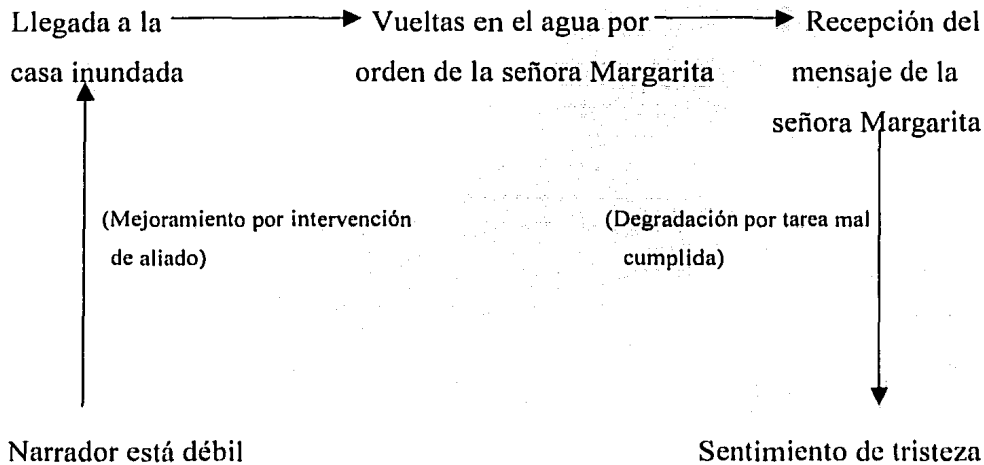 Llegada a la
casa inundada
Vueltas en el agua por
orden de la señora Margarita
Recepción del
mensaje de la
señora Margarita
(Mejoramiento por intervención
de aliado)
(Degradación por tarea mal
cumplida)
Narrador está débil
Sentimiento de tristeza